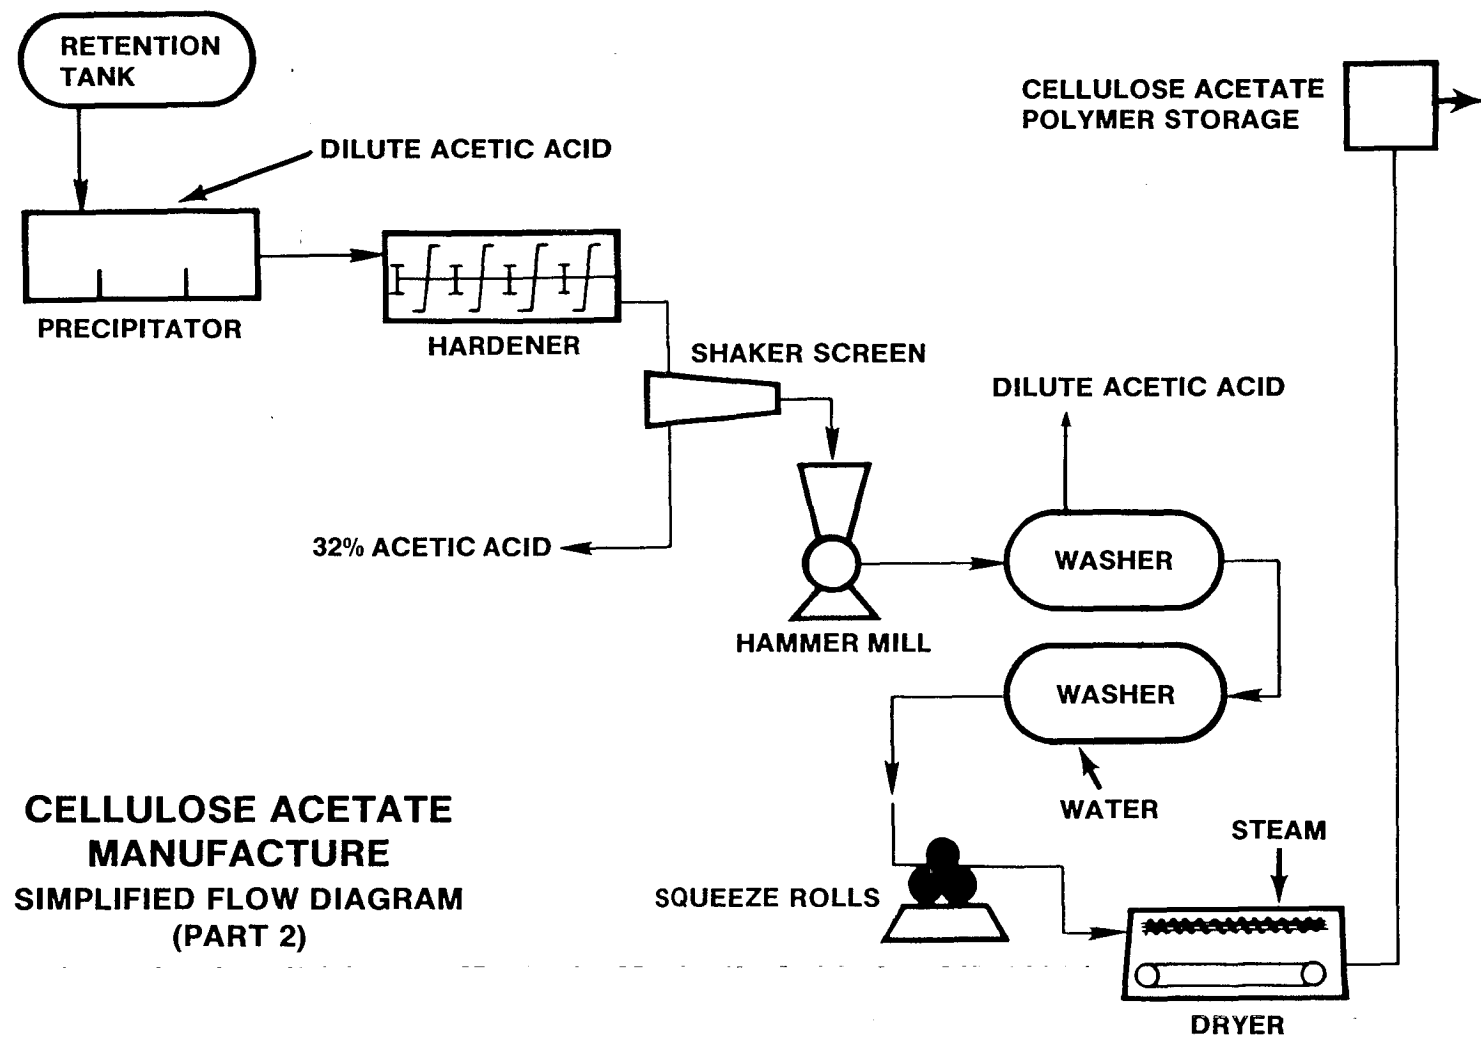 RETENTION
TANK
DILUTE ACETIC ACID
CELLULOSE ACETATE
POLYMER STORAGE
PRECIPITATOR
HARDENER
SHAKER SCREEN
DILUTE ACETIC ACID
32% ACETIC ACID
WASHER
HAMMER MILL
WASHER
WATER
STEAM
SQUEEZE ROLLS
DRYER
CELLULOSE ACETATE
MANUFACTURE
SIMPLIFIED FLOW DIAGRAM
(PART 2)